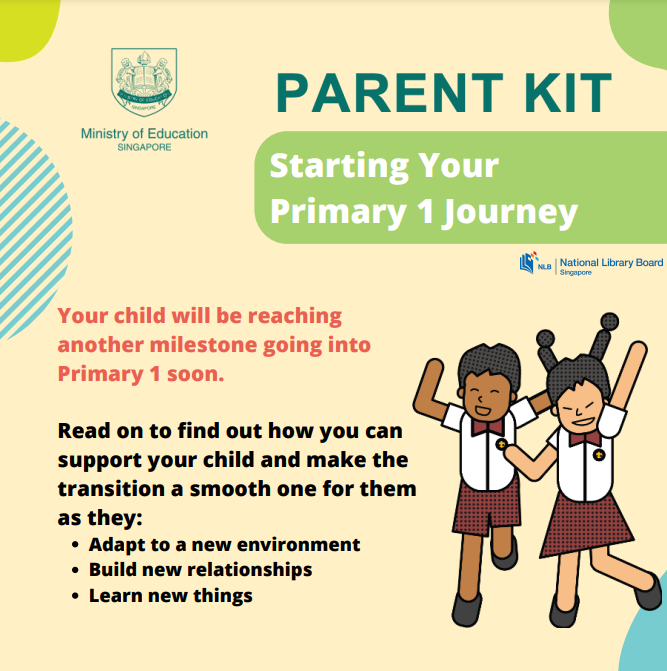 Ministry of Education
SINGAPORE
PARENT KIT
Starting Your
Primary 1 Journey
NLB
National Library Board
Singapore
Your child will be reaching
another milestone going into
Primary 1 soon.
Read on to find out how you can
support your child and make the
transition a smooth one for them
as they:
• Adapt to a new environment
• Build new relationships
• Learn new things